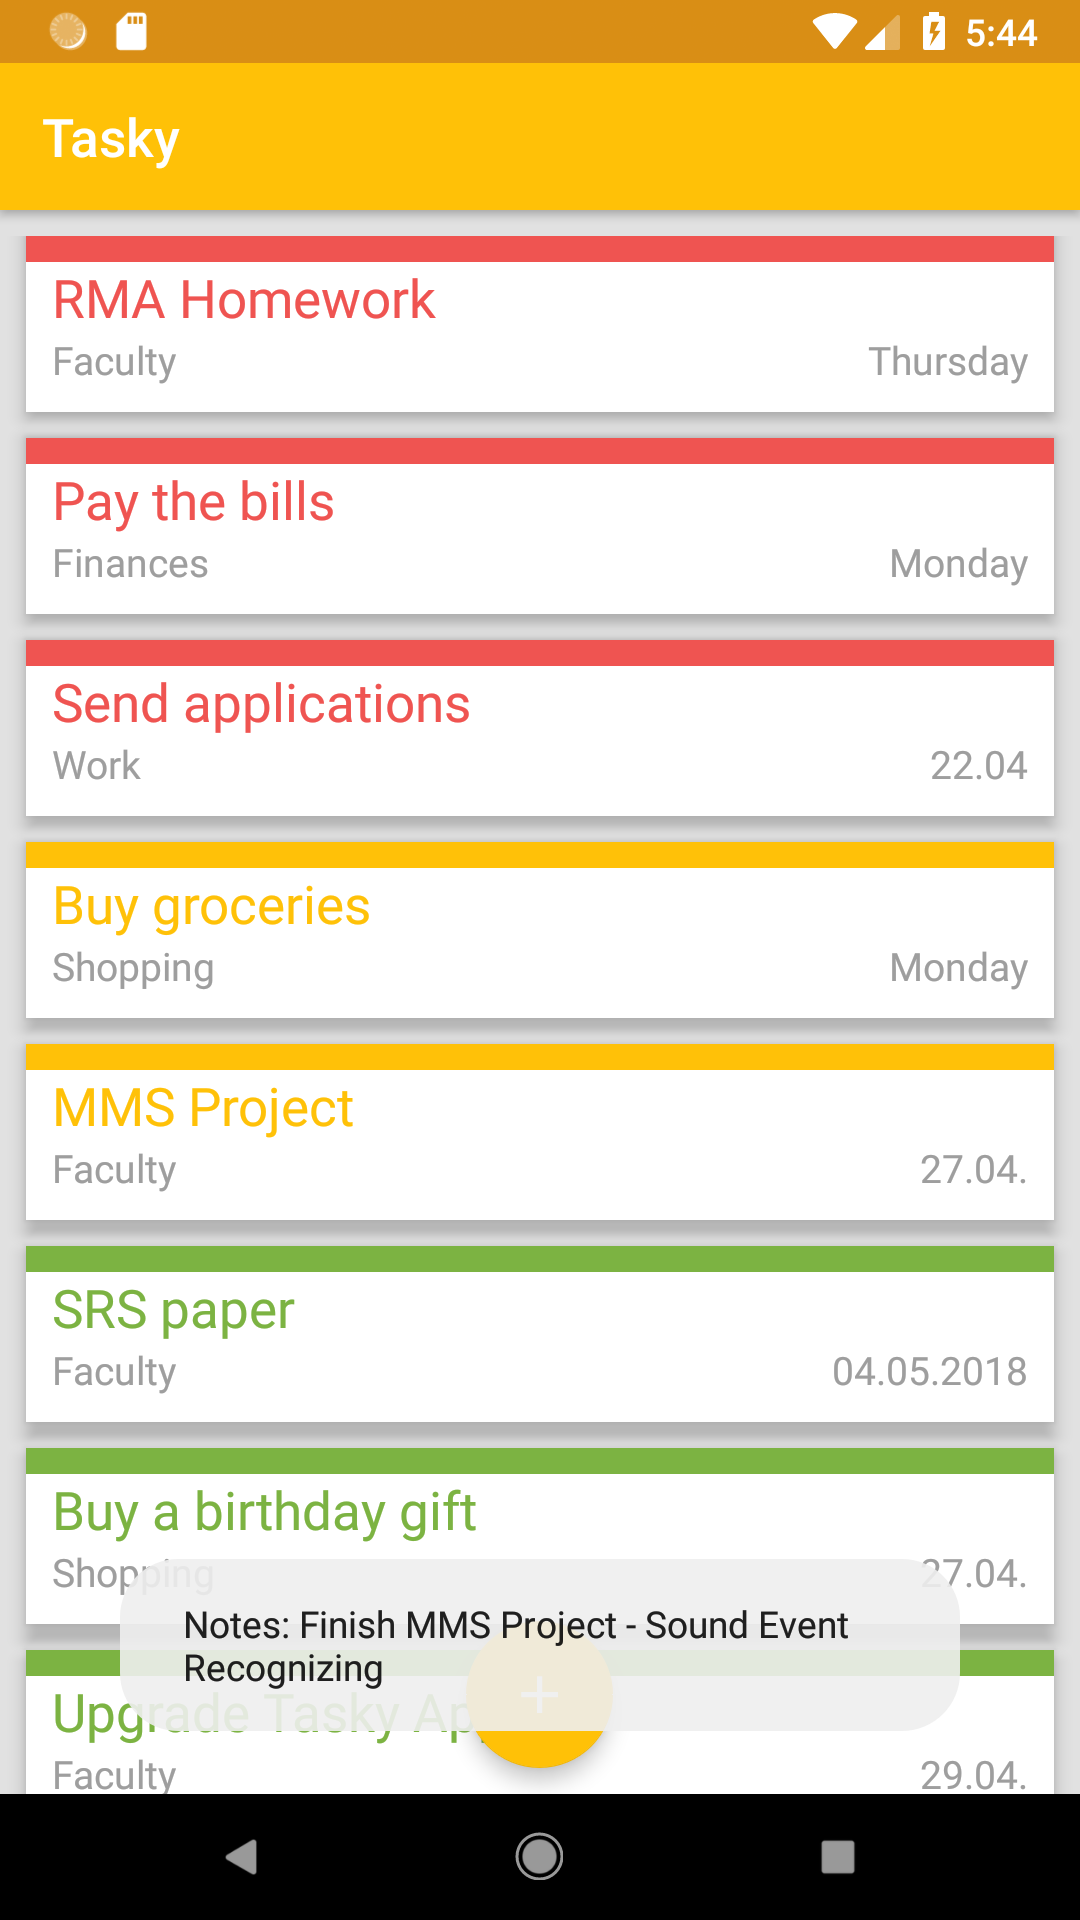 5:44
Tasky
RMA Homework
Faculty Thursday
Pay the bills
Finances Monday
Send applications
Work 22.04
Buy groceries
Shopping Monday
MMS Project
Faculty 27.04.
SRS paper
Faculty 04.05.2018
Buy a birthday gift
Shopping 27.04.
Notes: Finish MMS Project - Sound Event
Recognizing
Upgrade Tasky App
Faculty 29.04.